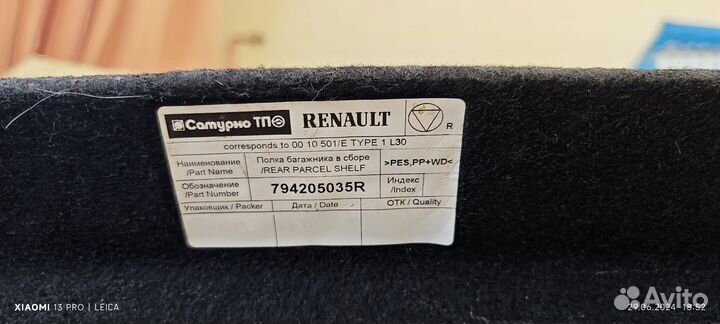 Сатурно ТП RENAULT R
corresponds to 00 10 501/E TYPE 1 L30
Наименование /Part Name Полка багажника в сборе /REAR PARCEL SHELF >PES,PP+WD<
Обозначение /Part Number 794205035R Индекс /Index
Упаковщик / Packer Дата / Date ОТК / Quality
XIAOMI 13 PRO | LEICA
29.06.2024 18:52
Avito